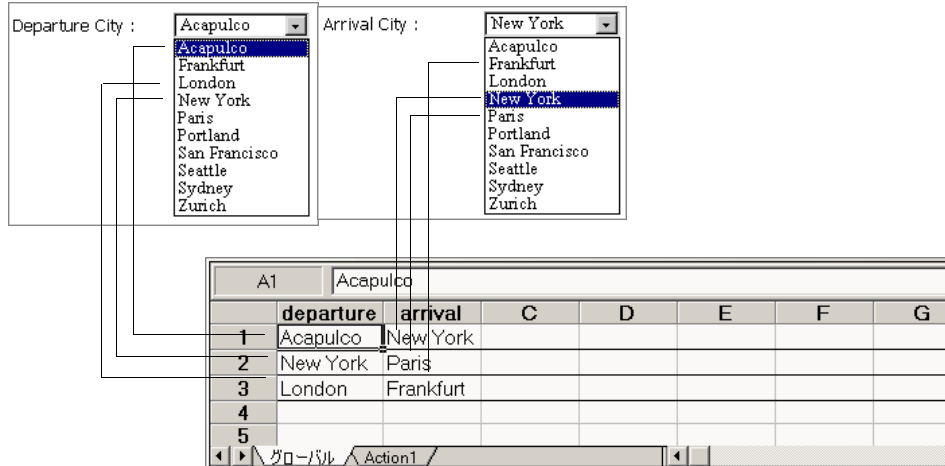 Departure City :
Acapulco
Acapulco
Frankfurt
London
New York
Paris
Portland
San Francisco
Seattle
Sydney
Zurich
Arrival City :
New York
Acapulco
Frankfurt
London
New York
Paris
Portland
San Francisco
Seattle
Sydney
Zurich
A1 Acapulco
departure arrival C D E F G
1 Acapulco New York
2 New York Paris
3 London Frankfurt
4
5
グローバル Action1